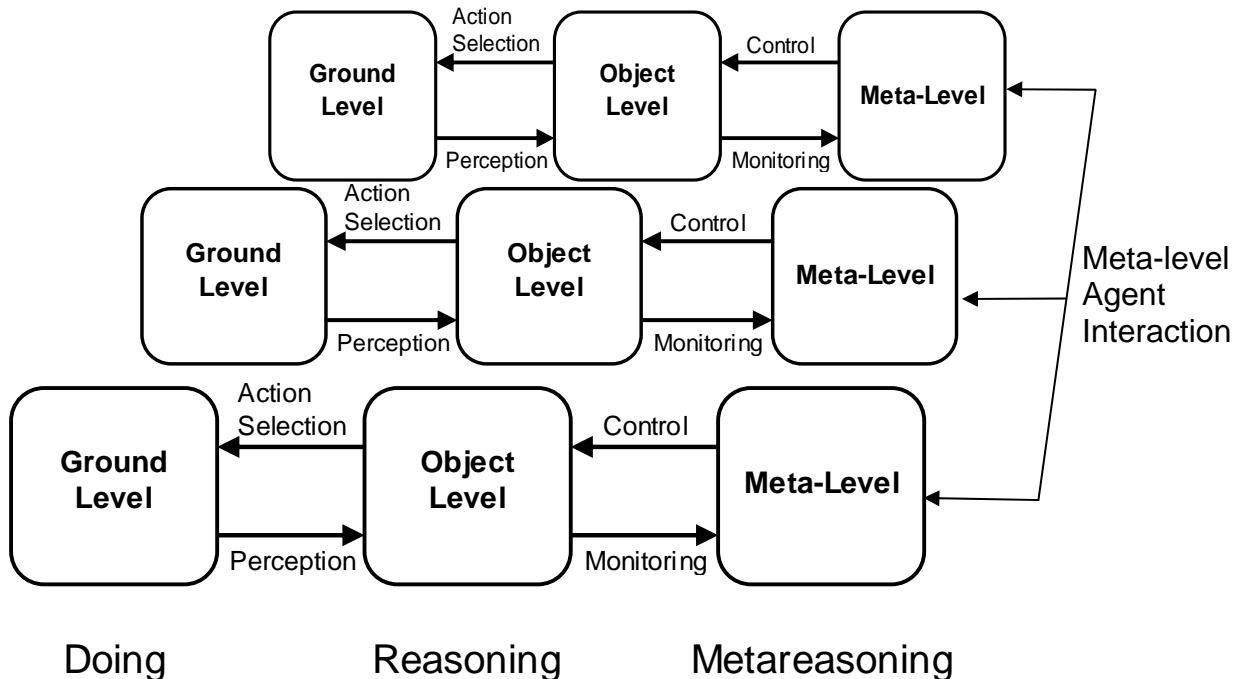 Action
Selection
Control
Ground
Level
Object
Level
Meta-Level
Perception
Monitoring
Action
Selection
Control
Ground
Level
Object
Level
Meta-Level
Perception
Monitoring
Meta-level
Agent
Interaction
Action
Selection
Control
Ground
Level
Object
Level
Meta-Level
Perception
Monitoring
Doing
Reasoning
Metareasoning